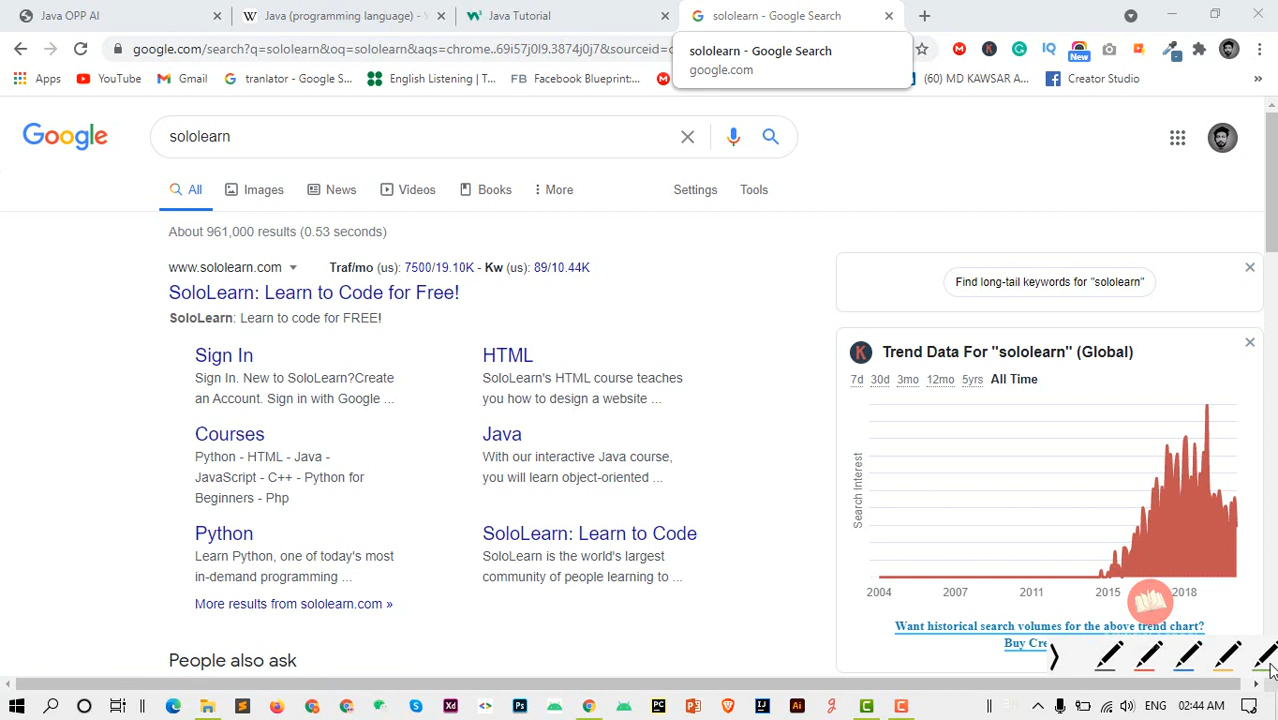 Java OPP AI
Java (programming language) -
Java Tutorial
sololearn - Google Search
google.com/search?q=sololearn&oq=sololearn&aqs=chrome..69i57j0l9.3874j0j7&sourceid=c
sololearn - Google Search
google.com
Apps
YouTube
Gmail
tranlator - Google S...
English Listening | T...
FB
Facebook Blueprint:...
(60) MD KAWSAR A...
Creator Studio
»
IQ
New
Google
sololearn
All
Images
News
Videos
Books
More
Settings
Tools
About 961,000 results (0.53 seconds)
www.sololearn.com
Traf/mo (us): 7500/19.10K - Kw (us): 89/10.44K
SoloLearn: Learn to Code for Free!
SoloLearn: Learn to code for FREE!
Sign In
Sign In. New to SoloLearn?Create
an Account. Sign in with Google ...
HTML
SoloLearn's HTML course teaches
you how to design a website ...
Courses
Python - HTML - Java -
JavaScript - C++ - Python for
Beginners - Php
Java
With our interactive Java course,
you will learn object-oriented ...
Python
Learn Python, one of today's most
in-demand programming ...
SoloLearn: Learn to Code
SoloLearn is the world's largest
community of people learning to ...
More results from sololearn.com »
People also ask
Find long-tail keywords for "sololearn"
Trend Data For "sololearn" (Global)
7d 30d 3mo 12mo 5yrs All Time
Search Interest
2004 2007 2011 2015 2018
Want historical search volumes for the above trend chart?
Buy Cre
ENG
02:44 AM